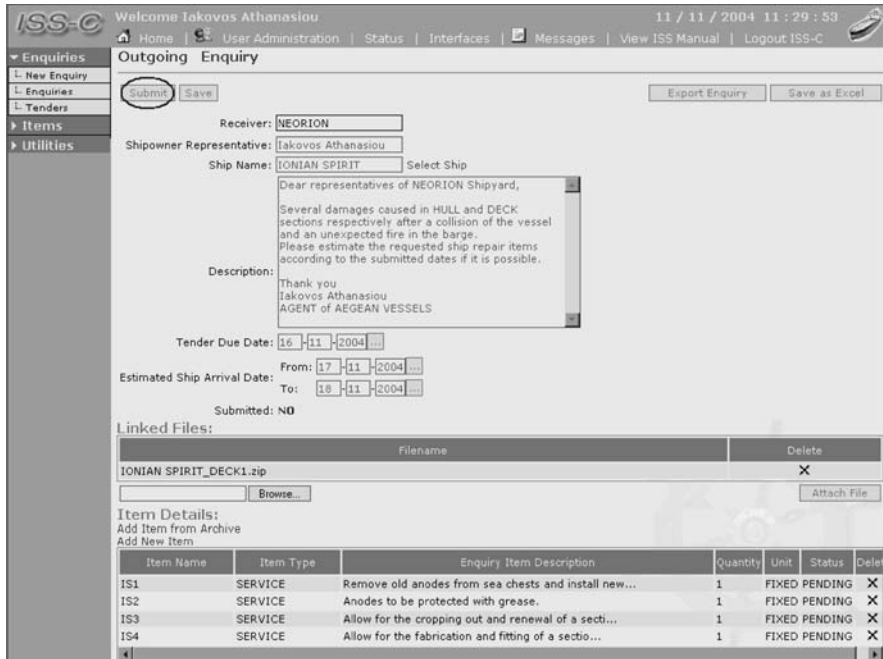 ISS-C
Welcome Iakovos Athanasiou 11 / 11 / 2004 11 : 29 : 53
Home | User Administration | Status | Interfaces | Messages | View ISS Manual | Logout ISS-C
Enquiries
New Enquiry
Enquiries
Tenders
Items
Utilities
Outgoing Enquiry
Submit Save Export Enquiry Save as Excel
Receiver: NEORION
Shipowner Representative: Iakovos Athanasiou
Ship Name: IONIAN SPIRIT Select Ship
Description:
Dear representatives of NEORION Shipyard,
Several damages caused in HULL and DECK
sections respectively after a collision of the vessel
and an unexpected fire in the barge.
Please estimate the requested ship repair items
according to the submitted dates if it is possible.
Thank you
Iakovos Athanasiou
AGENT of AEGEAN VESSELS
Tender Due Date: 16 -11 -2004 ...
Estimated Ship Arrival Date:
From: 17 -11 -2004 ...
To: 18 -11 -2004 ...
Submitted: NO
Linked Files:
Filename Delete
IONIAN SPIRIT_DECK1.zip X
Browse... Attach File
Item Details:
Add Item from Archive
Add New Item
Item Name Item Type Enquiry Item Description Quantity Unit Status Delet
IS1 SERVICE Remove old anodes from sea chests and install new... 1 FIXED PENDING X
IS2 SERVICE Anodes to be protected with grease. 1 FIXED PENDING X
IS3 SERVICE Allow for the cropping out and renewal of a secti... 1 FIXED PENDING X
IS4 SERVICE Allow for the fabrication and fitting of a sectio... 1 FIXED PENDING X